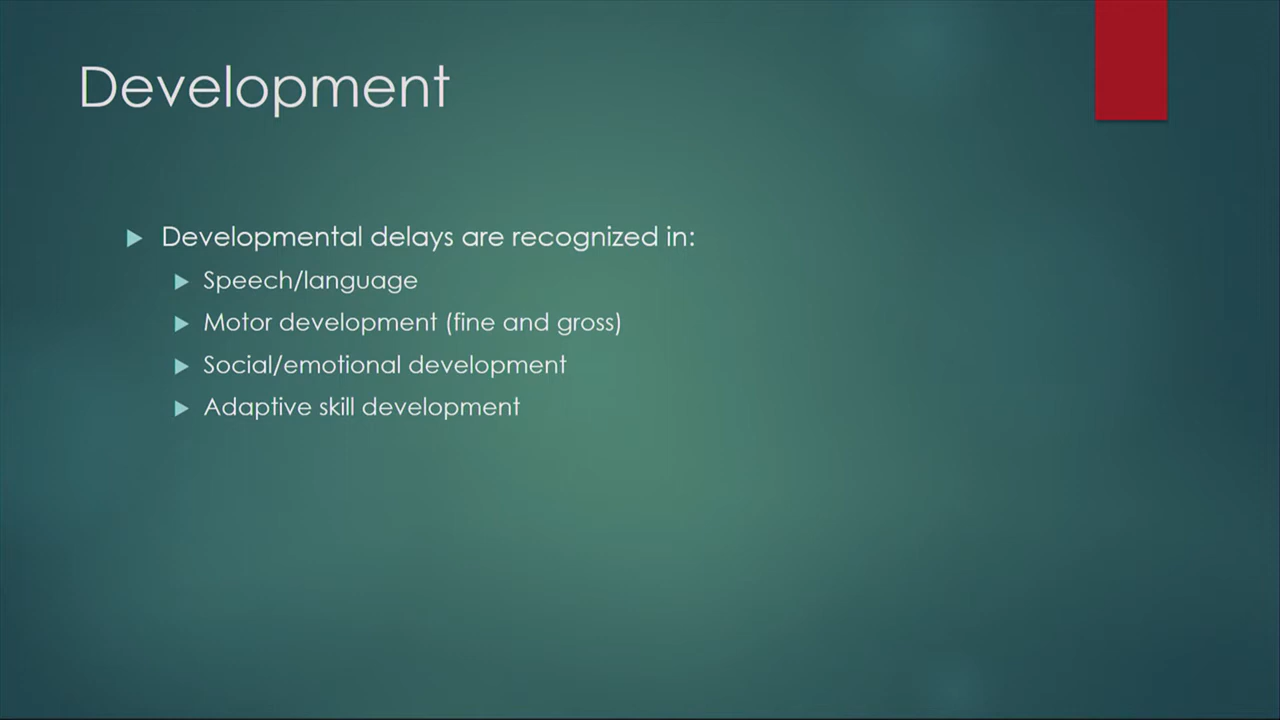 Development
Developmental delays are recognized in:
Speech/language
Motor development (fine and gross)
Social/emotional development
Adaptive skill development